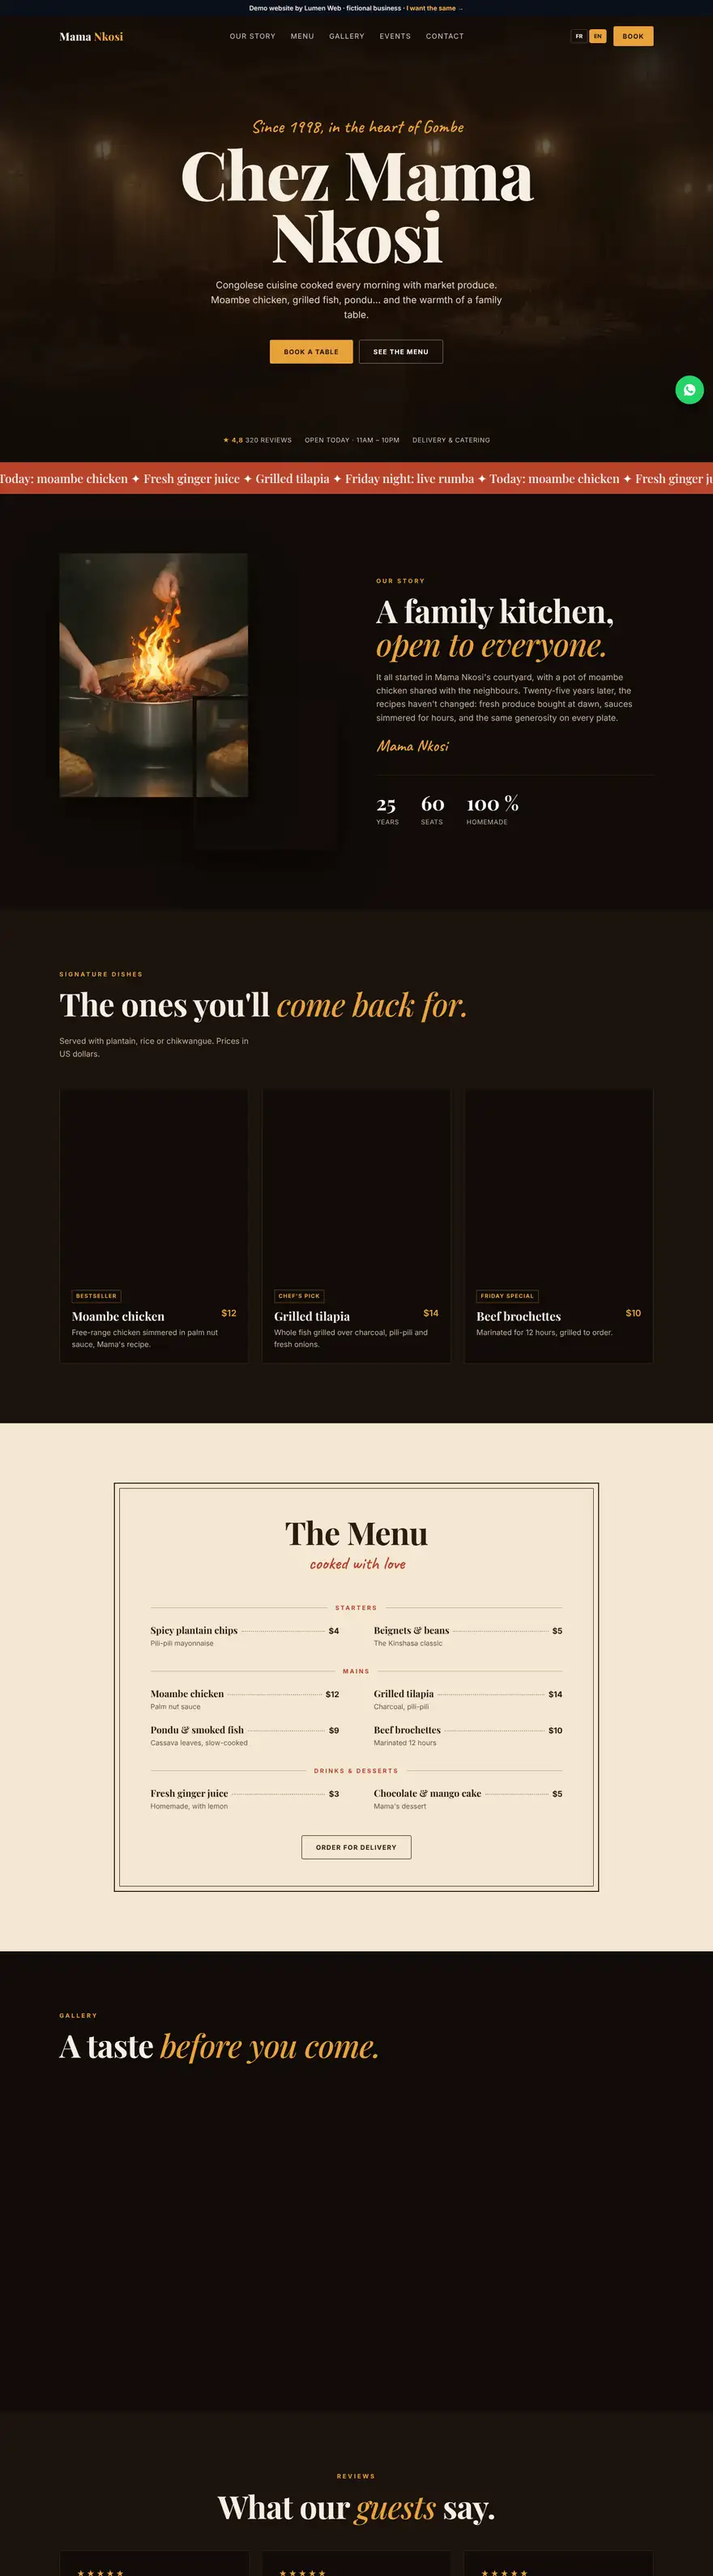 Demo website by Lumen Web · fictional business · I want the same →
Mama Nkosi
OUR STORY MENU GALLERY EVENTS CONTACT
FR EN BOOK
Since 1998, in the heart of Gombe
Chez Mama
Nkosi
Congolese cuisine cooked every morning with market produce.
Moambe chicken, grilled fish, pondu... and the warmth of a family
table.
BOOK A TABLE SEE THE MENU
★ 4,8 320 REVIEWS OPEN TODAY · 11AM – 10PM DELIVERY & CATERING
Today: moambe chicken ✦ Fresh ginger juice ✦ Grilled tilapia ✦ Friday night: live rumba ✦ Today: moambe chicken ✦ Fresh ginger ju
OUR STORY
A family kitchen,
open to everyone.
It all started in Mama Nkosi's courtyard, with a pot of moambe
chicken shared with the neighbours. Twenty-five years later, the
recipes haven't changed: fresh produce bought at dawn, sauces
simmered for hours, and the same generosity on every plate.
Mama Nkosi
25 60 100 %
YEARS SEATS HOMEMADE
SIGNATURE DISHES
The ones you'll come back for.
Served with plantain, rice or chikwangue. Prices in
US dollars.
BESTSELLER
Moambe chicken $12
Free-range chicken simmered in palm nut
sauce, Mama's recipe.
CHEF'S PICK
Grilled tilapia $14
Whole fish grilled over charcoal, pili-pili and
fresh onions.
FRIDAY SPECIAL
Beef brochettes $10
Marinated for 12 hours, grilled to order.
The Menu
cooked with love
STARTERS
Spicy plantain chips $4
Pili-pili mayonnaise
Beignets & beans $5
The Kinshasa classic
MAINS
Moambe chicken $12
Palm nut sauce
Grilled tilapia $14
Charcoal, pili-pili
Pondu & smoked fish $9
Cassava leaves, slow-cooked
Beef brochettes $10
Marinated 12 hours
DRINKS & DESSERTS
Fresh ginger juice $3
Homemade, with lemon
Chocolate & mango cake $5
Mama's dessert
ORDER FOR DELIVERY
GALLERY
A taste before you come.
REVIEWS
What our guests say.
★★★★★ ★★★★★ ★★★★★